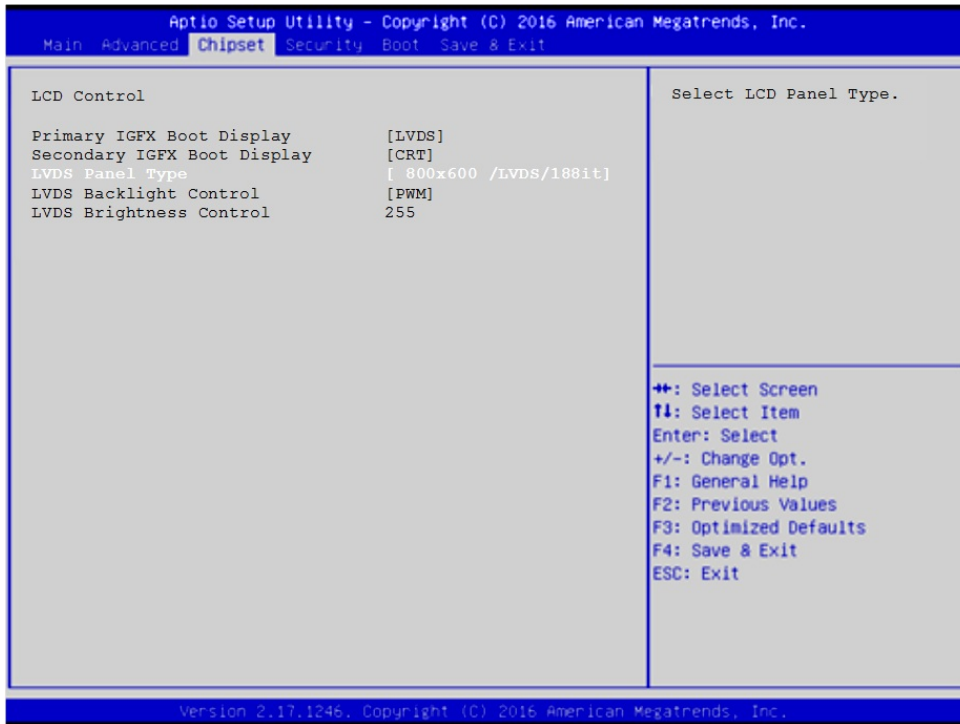 Aptio Setup Utility - Copyright (C) 2016 American Megatrends, Inc.
Main Advanced Chipset Security Boot Save & Exit
LCD Control
Primary IGFX Boot Display [LVDS]
Secondary IGFX Boot Display [CRT]
LVDS Panel Type [ 800x600 /LVDS/188it]
LVDS Backlight Control [PWM]
LVDS Brightness Control 255
Select LCD Panel Type.
→←: Select Screen
↑↓: Select Item
Enter: Select
+/-: Change Opt.
F1: General Help
F2: Previous Values
F3: Optimized Defaults
F4: Save & Exit
ESC: Exit
Version 2.17.1246. Copyright (C) 2016 American Megatrends, Inc.